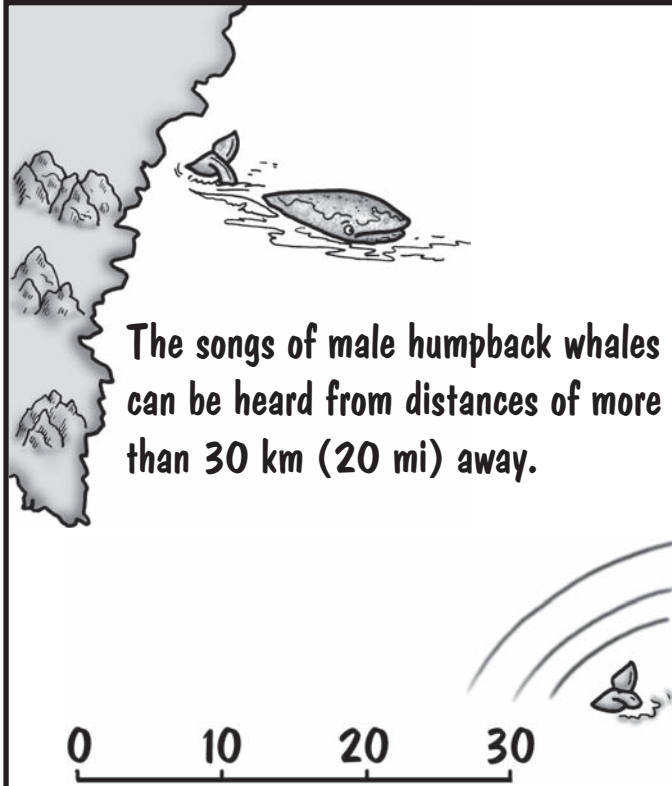 The songs of male humpback whales
can be heard from distances of more
than 30 km (20 mi) away.
0 10 20 30